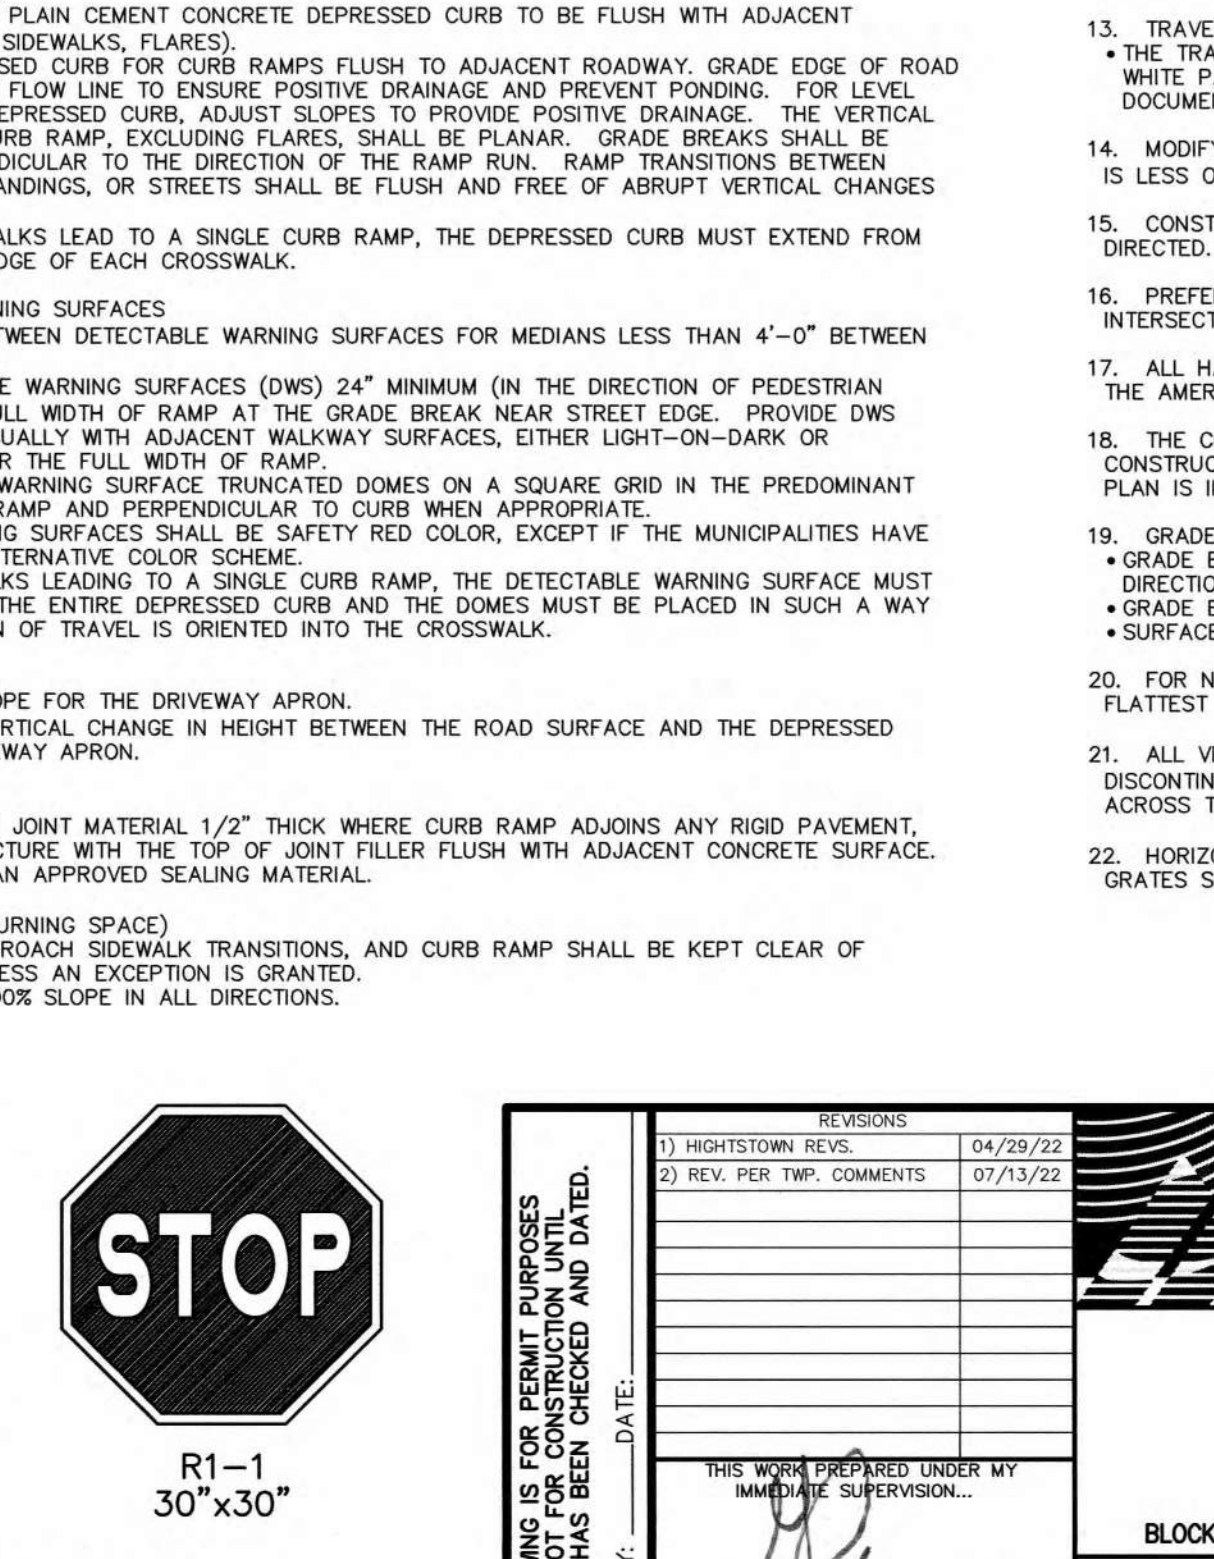 PLAIN CEMENT CONCRETE DEPRESSED CURB TO BE FLUSH WITH ADJACENT
SIDEWALKS, FLARES).
SED CURB FOR CURB RAMPS FLUSH TO ADJACENT ROADWAY. GRADE EDGE OF ROAD
FLOW LINE TO ENSURE POSITIVE DRAINAGE AND PREVENT PONDING. FOR LEVEL
EPRESSED CURB, ADJUST SLOPES TO PROVIDE POSITIVE DRAINAGE. THE VERTICAL
URB RAMP, EXCLUDING FLARES, SHALL BE PLANAR. GRADE BREAKS SHALL BE
DICULAR TO THE DIRECTION OF THE RAMP RUN. RAMP TRANSITIONS BETWEEN
ANDINGS, OR STREETS SHALL BE FLUSH AND FREE OF ABRUPT VERTICAL CHANGES
ALKS LEAD TO A SINGLE CURB RAMP, THE DEPRESSED CURB MUST EXTEND FROM
DGE OF EACH CROSSWALK.
NING SURFACES
TWEEN DETECTABLE WARNING SURFACES FOR MEDIANS LESS THAN 4'-0" BETWEEN
E WARNING SURFACES (DWS) 24" MINIMUM (IN THE DIRECTION OF PEDESTRIAN
ULL WIDTH OF RAMP AT THE GRADE BREAK NEAR STREET EDGE. PROVIDE DWS
UALLY WITH ADJACENT WALKWAY SURFACES, EITHER LIGHT-ON-DARK OR
R THE FULL WIDTH OF RAMP.
WARNING SURFACE TRUNCATED DOMES ON A SQUARE GRID IN THE PREDOMINANT
RAMP AND PERPENDICULAR TO CURB WHEN APPROPRIATE.
NG SURFACES SHALL BE SAFETY RED COLOR, EXCEPT IF THE MUNICIPALITIES HAVE
TERNATIVE COLOR SCHEME.
LKS LEADING TO A SINGLE CURB RAMP, THE DETECTABLE WARNING SURFACE MUST
THE ENTIRE DEPRESSED CURB AND THE DOMES MUST BE PLACED IN SUCH A WAY
N OF TRAVEL IS ORIENTED INTO THE CROSSWALK.
OPE FOR THE DRIVEWAY APRON.
RTICAL CHANGE IN HEIGHT BETWEEN THE ROAD SURFACE AND THE DEPRESSED
WAY APRON.
JOINT MATERIAL 1/2" THICK WHERE CURB RAMP ADJOINS ANY RIGID PAVEMENT,
CTURE WITH THE TOP OF JOINT FILLER FLUSH WITH ADJACENT CONCRETE SURFACE.
AN APPROVED SEALING MATERIAL.
URNING SPACE)
ROACH SIDEWALK TRANSITIONS, AND CURB RAMP SHALL BE KEPT CLEAR OF
ESS AN EXCEPTION IS GRANTED.
00% SLOPE IN ALL DIRECTIONS.
13. TRAVE
• THE TRA
WHITE PA
DOCUMEN
14. MODIFY
IS LESS O
15. CONST
DIRECTED.
16. PREFE
INTERSECT
17. ALL HA
THE AMER
18. THE C
CONSTRUC
PLAN IS I
19. GRADE
• GRADE B
DIRECTIO
• GRADE B
• SURFACE
20. FOR N
FLATTEST
21. ALL V
DISCONTIN
ACROSS T
22. HORIZO
GRATES S
STOP
R1-1
30"x30"
WING IS FOR PERMIT PURPOSES
OT FOR CONSTRUCTION UNTIL
HAS BEEN CHECKED AND DATED.
Y: DATE:
REVISIONS
1) HIGHTSTOWN REVS. 04/29/22
2) REV. PER TWP. COMMENTS 07/13/22
THIS WORK PREPARED UNDER MY
IMMEDIATE SUPERVISION...
BLOCK